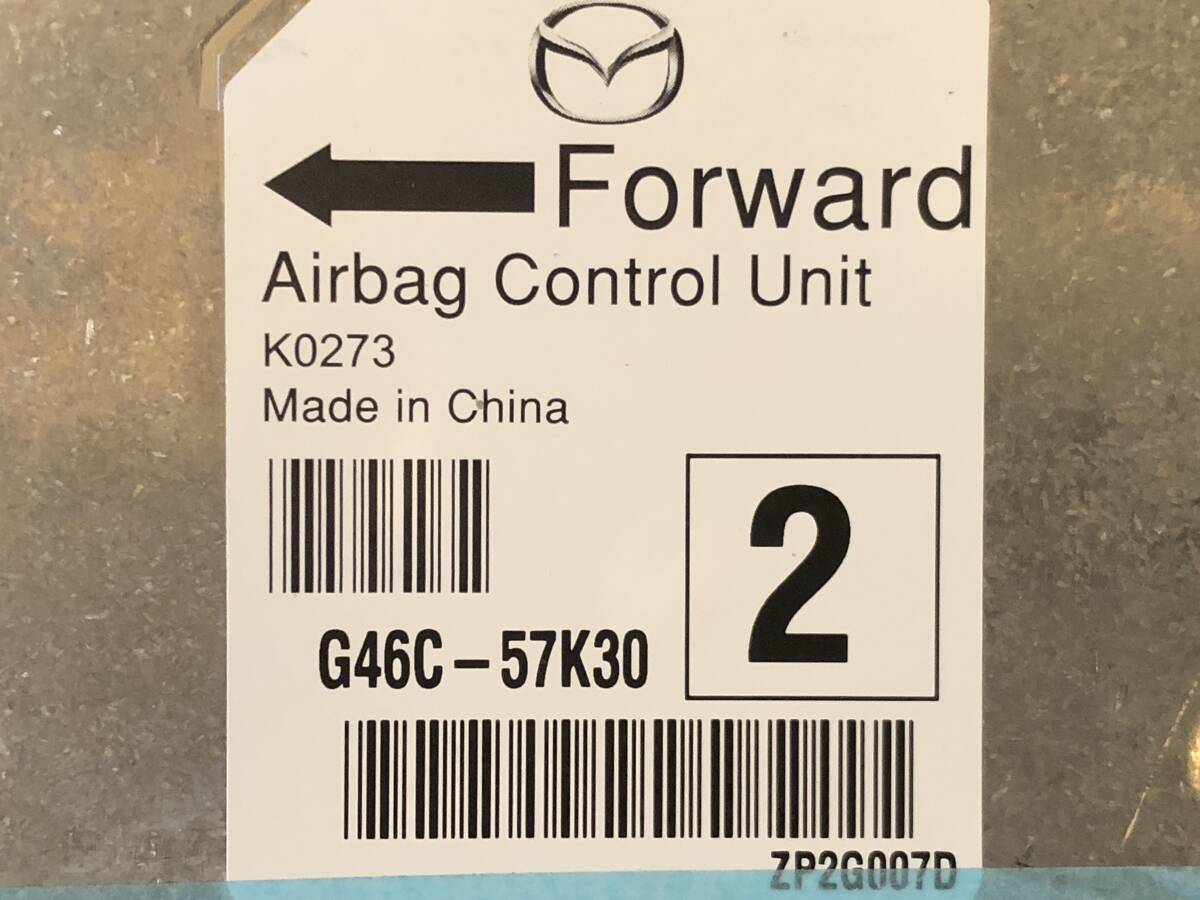 Forward
Airbag Control Unit
K0273
Made in China
2
G46C-57K30
ZP2G007D